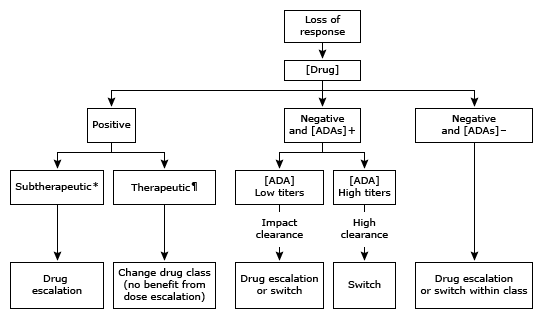 Loss of
response
[Drug]
Positive
Negative
and [ADAs]+
Negative
and [ADAs]−
Subtherapeutic*
Therapeutic¶
[ADA]
Low titers
[ADA]
High titers
Impact
clearance
High
clearance
Drug
escalation
Change drug class
(no benefit from
dose escalation)
Drug escalation
or switch
Switch
Drug escalation
or switch within class